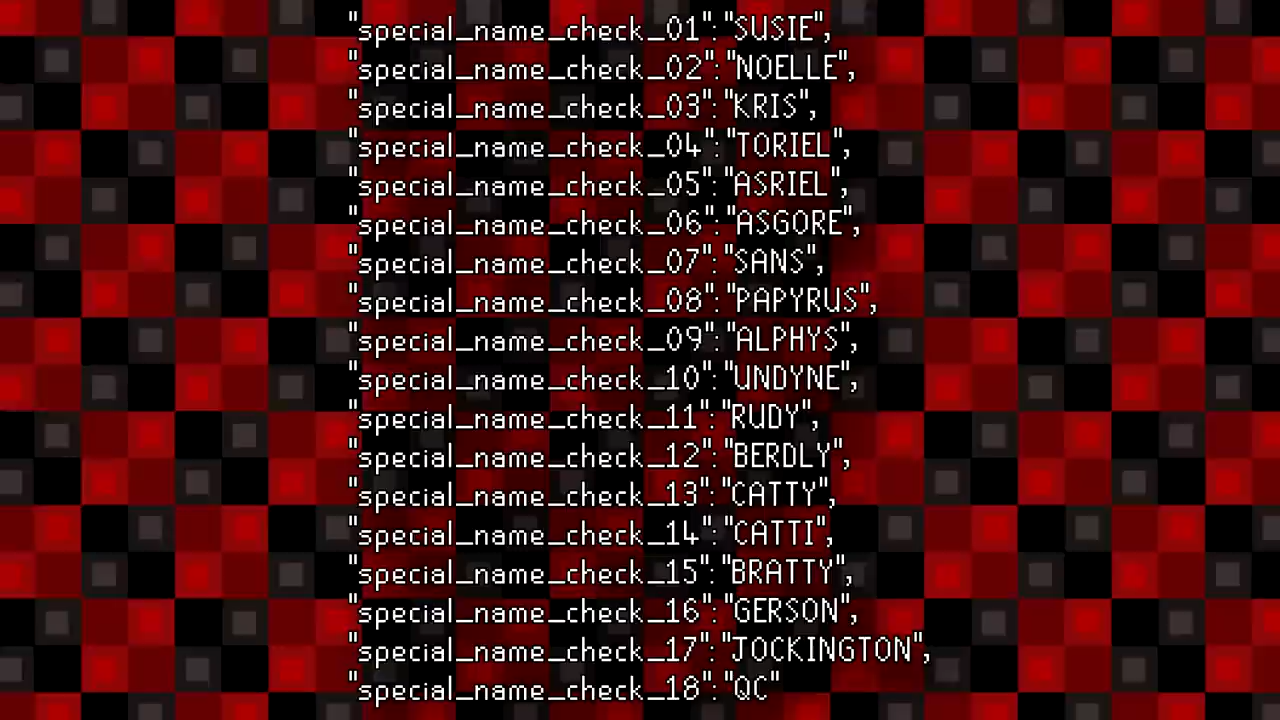 "special_name_check_01": "SUSIE",
"special_name_check_02": "NOELLE",
"special_name_check_03": "KRIS",
"special_name_check_04": "TORIEL",
"special_name_check_05": "ASRIEL",
"special_name_check_06": "ASGORE",
"special_name_check_07": "SANS",
"special_name_check_08": "PAPYRUS",
"special_name_check_09": "ALPHYS",
"special_name_check_10": "UNDYNE",
"special_name_check_11": "RUDY",
"special_name_check_12": "BERDLY",
"special_name_check_13": "CATTY",
"special_name_check_14": "CATTI",
"special_name_check_15": "BRATTY",
"special_name_check_16": "GERSON",
"special_name_check_17": "JOCKINGTON",
"special_name_check_18": "QC"